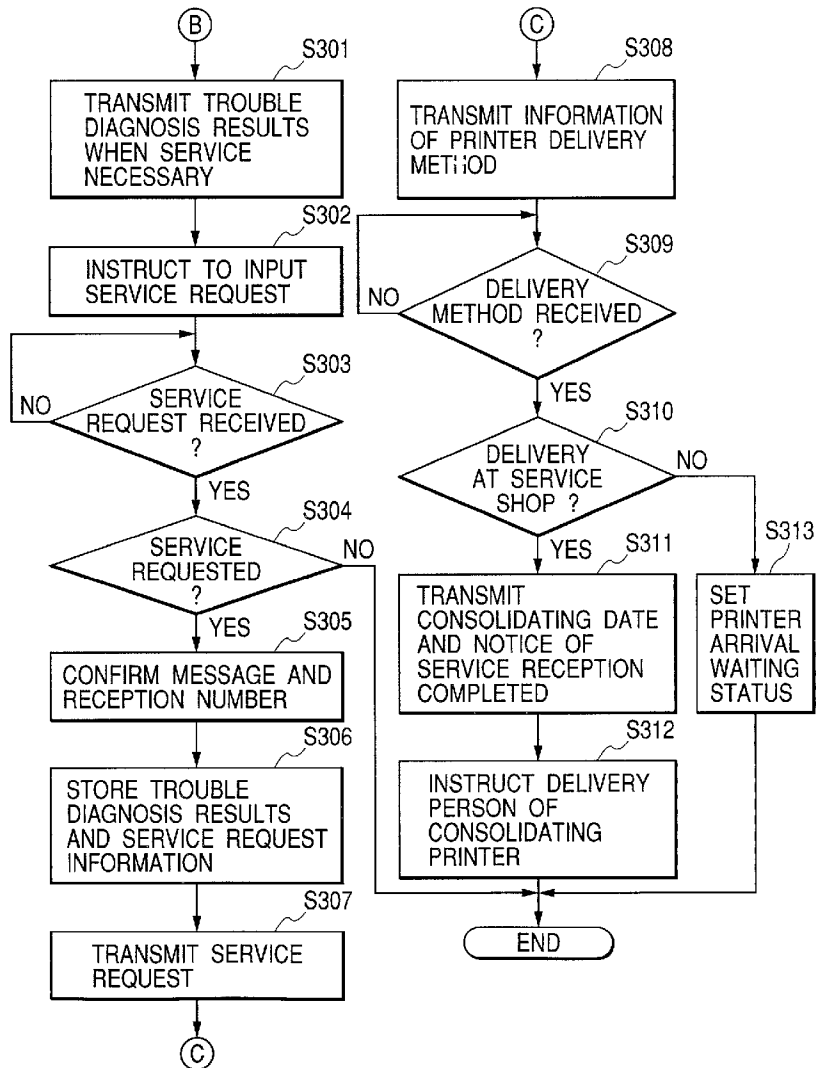 B
S301
TRANSMIT TROUBLE
DIAGNOSIS RESULTS
WHEN SERVICE
NECESSARY
S302
INSTRUCT TO INPUT
SERVICE REQUEST
S303
SERVICE
REQUEST RECEIVED
?
NO
YES
S304
SERVICE
REQUESTED
?
NO
YES
S305
CONFIRM MESSAGE AND
RECEPTION NUMBER
S306
STORE TROUBLE
DIAGNOSIS RESULTS
AND SERVICE REQUEST
INFORMATION
S307
TRANSMIT SERVICE
REQUEST
C
C
S308
TRANSMIT INFORMATION
OF PRINTER DELIVERY
METHOD
S309
DELIVERY
METHOD RECEIVED
?
NO
YES
S310
DELIVERY
AT SERVICE
SHOP ?
NO
YES
S311
TRANSMIT
CONSOLIDATING DATE
AND NOTICE OF
SERVICE RECEPTION
COMPLETED
S313
SET
PRINTER
ARRIVAL
WAITING
STATUS
S312
INSTRUCT DELIVERY
PERSON OF
CONSOLIDATING
PRINTER
END